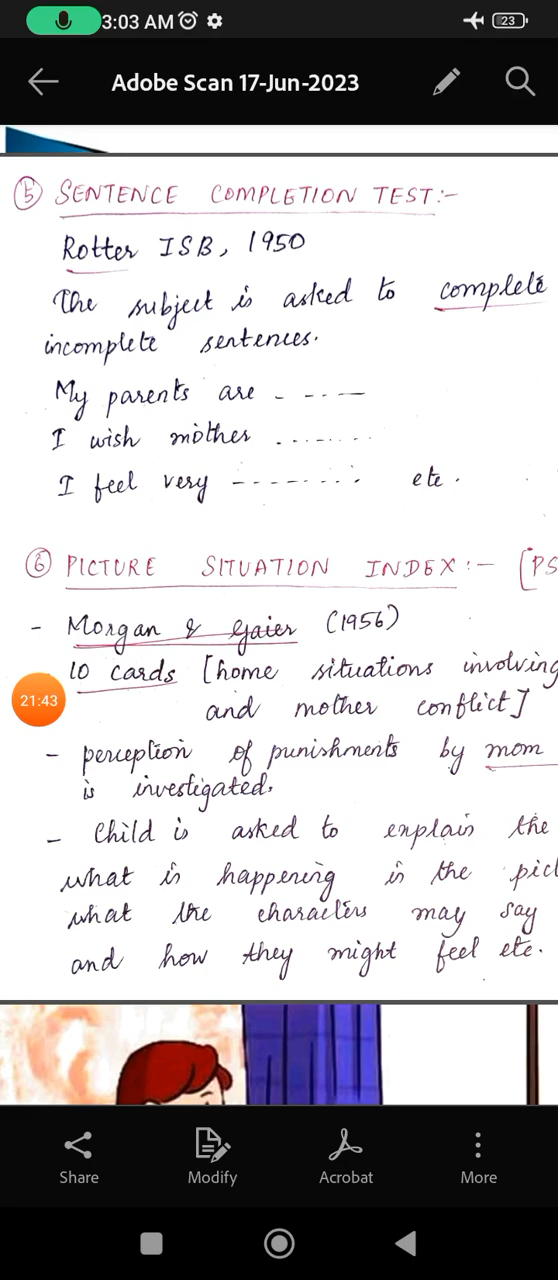 3:03 AM
23
Adobe Scan 17-Jun-2023
⑤ SENTENCE COMPLETION TEST:-
Rotter ISB, 1950
The subject is asked to complete
incomplete sentences.
My parents are - - - - —
I wish mother . . . . . . . .
I feel very - - - - - - - - . etc.
⑥ PICTURE SITUATION INDEX:- [PS
- Morgan & Gaier (1956)
10 cards [home situations involving
21:43
and mother conflict]
- perception of punishments by mom
is investigated.
- Child is asked to explain the
what is happening in the pict
what the characters may say
and how they might feel etc.
Share
Modify
Acrobat
More